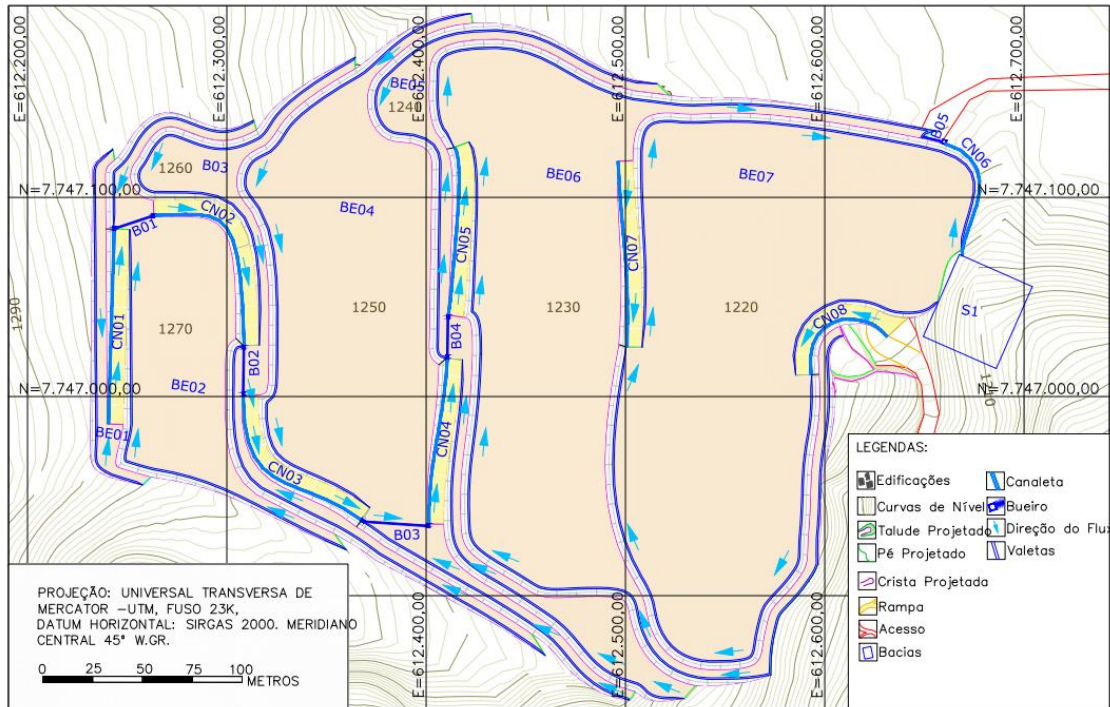 E=612.200,00
E=612.300,00
E=612.400,00
E=612.500,00
E=612.600,00
E=612.700,00
1240
B05
CN06
1260
B03
BE06
BE07
N=7.747.100,00
N=7.747.100,00
B01
CN02
BE04
CN05
CN07
1290
CN01
1270
1250
1230
1220
CN08
S1
B04
B02
BE02
N=7.747.000,00
N=7.747.000,00
BE01
CN04
CN03
B03
E=612.400,00
E=612.500,00
E=612.600,00
PROJEÇÃO: UNIVERSAL TRANSVERSA DE
MERCATOR –UTM, FUSO 23K,
DATUM HORIZONTAL: SIRGAS 2000. MERIDIANO
CENTRAL 45° W.GR.
0 25 50 75 100
METROS
LEGENDAS:
Edificações
Curvas de Nível
Talude Projetado
Pé Projetado
Crista Projetada
Rampa
Acesso
Bacias
Canaleta
Bueiro
Direção do Flu
Valetas